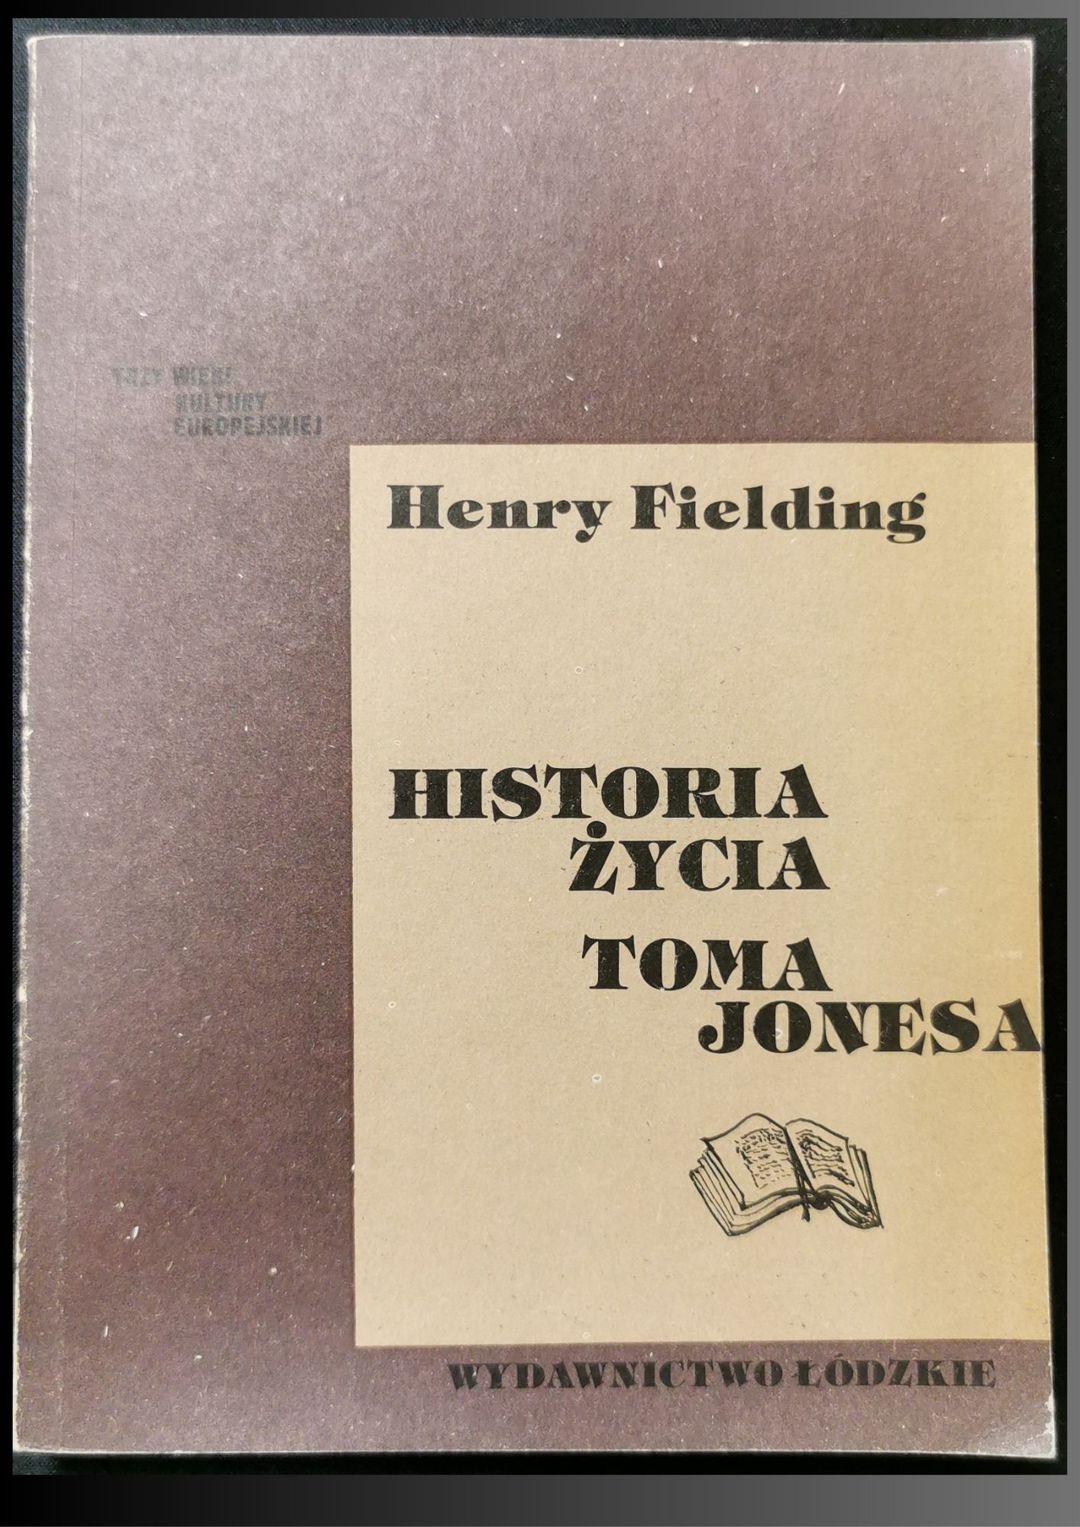 TRZY WIEKI
KULTURY
EUROPEJSKIEJ
Henry Fielding
HISTORIA
ŻYCIA
TOMA
JONESA
WYDAWNICTWO ŁÓDZKIE